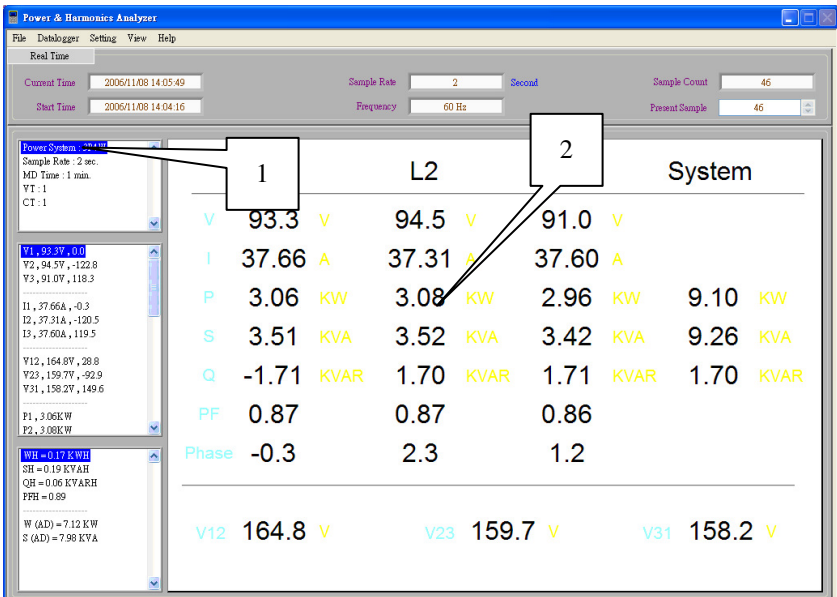 Power & Harmonics Analyzer
File Datalogger Setting View Help
Real Time
Current Time 2006/11/08 14:05:49 Sample Rate 2 Second Sample Count 46
Start Time 2006/11/08 14:04:16 Frequency 60 Hz Present Sample 46
Power System :
Sample Rate : 2 sec.
MD Time : 1 min.
VT : 1
CT : 1
1
2
L2 System
V 93.3 V 94.5 V 91.0 V
I 37.66 A 37.31 A 37.60 A
P 3.06 KW 3.08 KW 2.96 KW 9.10 KW
S 3.51 KVA 3.52 KVA 3.42 KVA 9.26 KVA
Q -1.71 KVAR 1.70 KVAR 1.71 KVAR 1.70 KVAR
PF 0.87 0.87 0.86
Phase -0.3 2.3 1.2
V12 164.8 V V23 159.7 V V31 158.2 V
V1 , 93.3V , 0.0
V2 , 94.5V , -122.8
V3 , 91.0V , 118.3
I1 , 37.66A , -0.3
I2 , 37.31A , -120.5
I3 , 37.60A , 119.5
V12 , 164.8V , 28.8
V23 , 159.7V , -92.9
V31 , 158.2V , 149.6
P1 , 3.06KW
P2 , 3.08KW
WH = 0.17 KWH
SH = 0.19 KVAH
QH = 0.06 KVARH
PFH = 0.89
W (AD) = 7.12 KW
S (AD) = 7.98 KVA